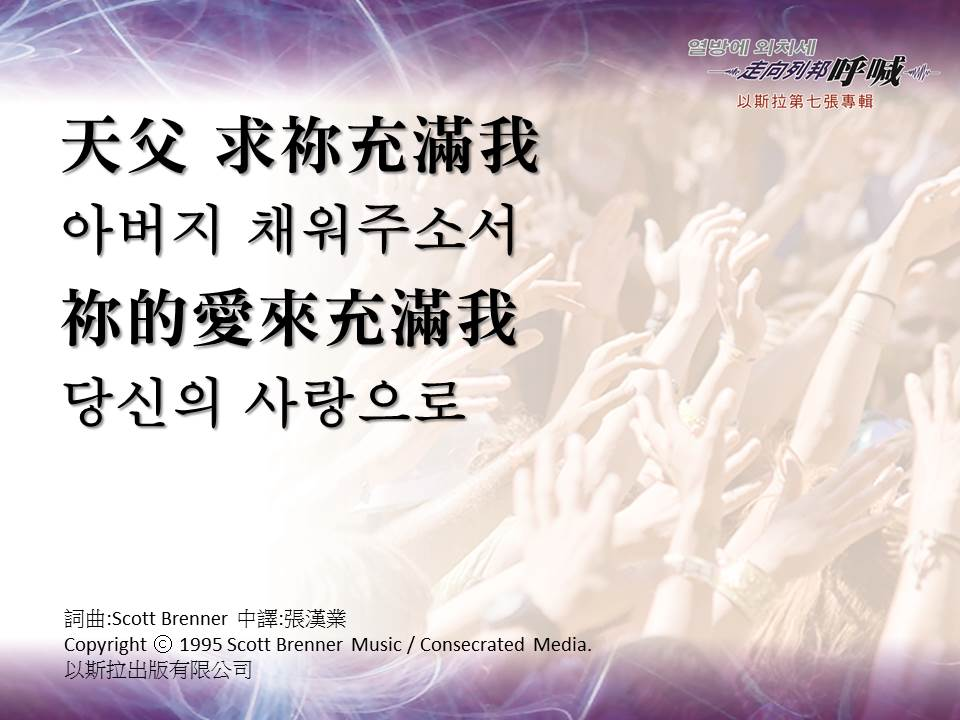 열방에 외치세
走向列邦呼喊
以斯拉第七張專輯
天父 求祢充滿我
아버지 채워주소서
祢的愛來充滿我
당신의 사랑으로
詞曲:Scott Brenner 中譯:張漢業
Copyright ⓒ 1995 Scott Brenner Music / Consecrated Media.
以斯拉出版有限公司